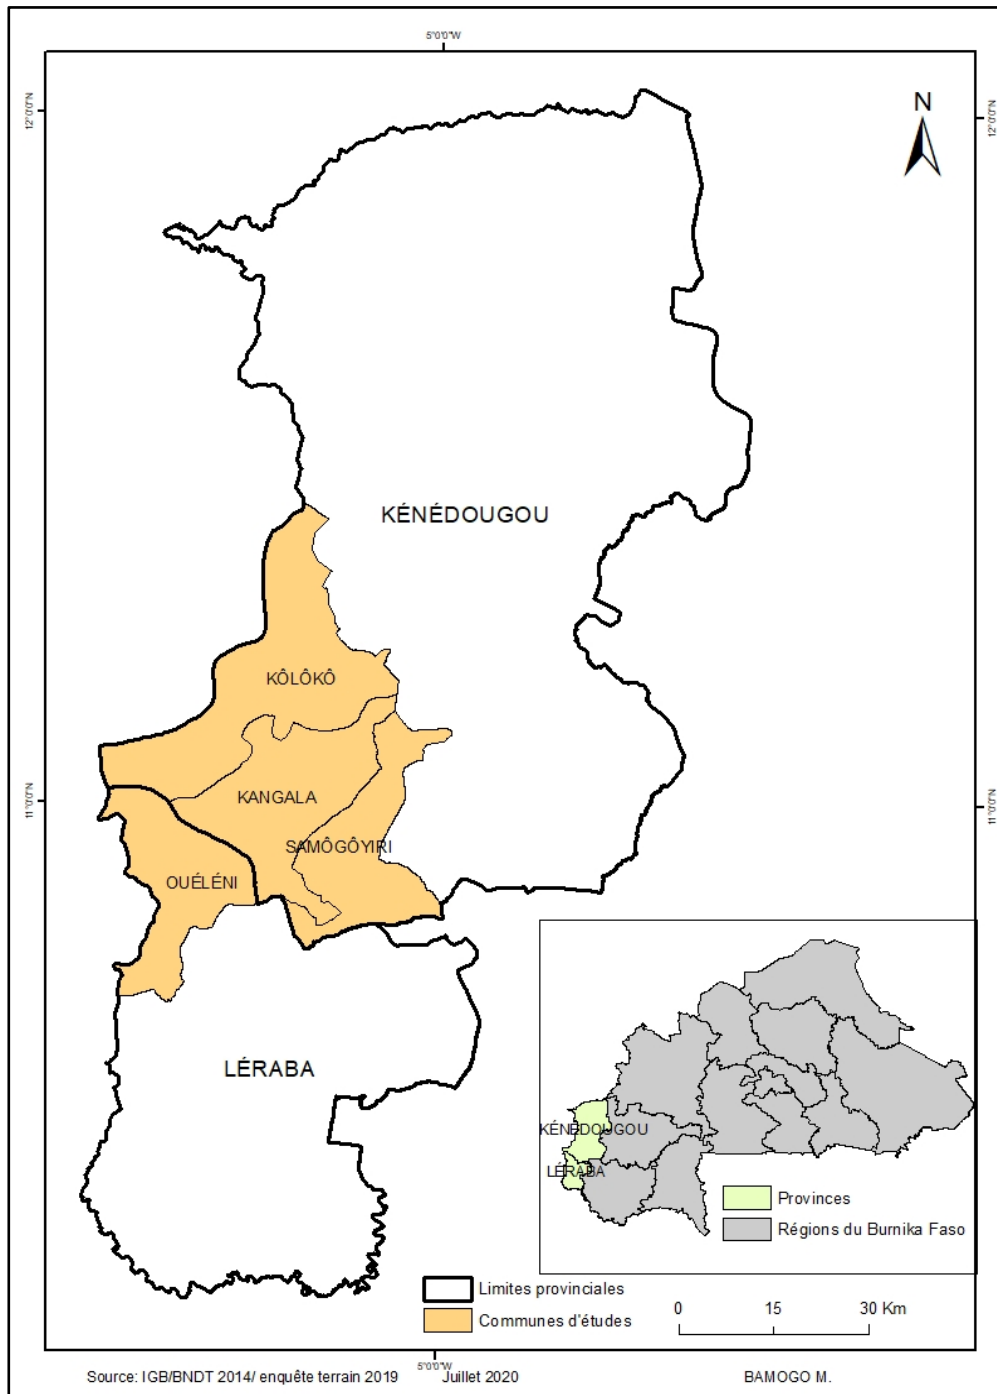 5°0'0"W
12°0'0"N
12°0'0"N
N
KÉNÉDOUGOU
KÔLÔKÔ
KANGALA
11°0'0"N
11°0'0"N
SAMÔGÔYIRI
OUÉLÉNI
LÉRABA
KÉNÉDOUGOU
LÉRABA
Provinces
Régions du Burnika Faso
Limites provinciales
Communes d'études
0 15 30 Km
5°0'0"W
Source: IGB/BNDT 2014/ enquête terrain 2019 Juillet 2020 BAMOGO M.